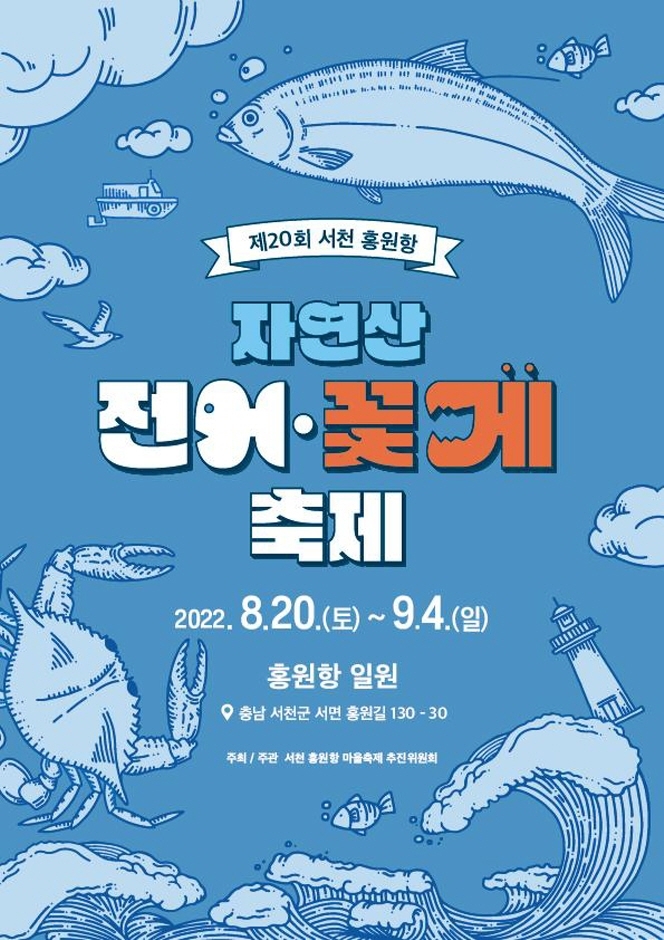 제20회 서천 홍원항
자연산
전어·꽃게
축제
2022. 8.20.(토) ~ 9.4.(일)
홍원항 일원
충남 서천군 서면 홍원길 130 - 30
주최 / 주관 서천 홍원항 마을축제 추진위원회